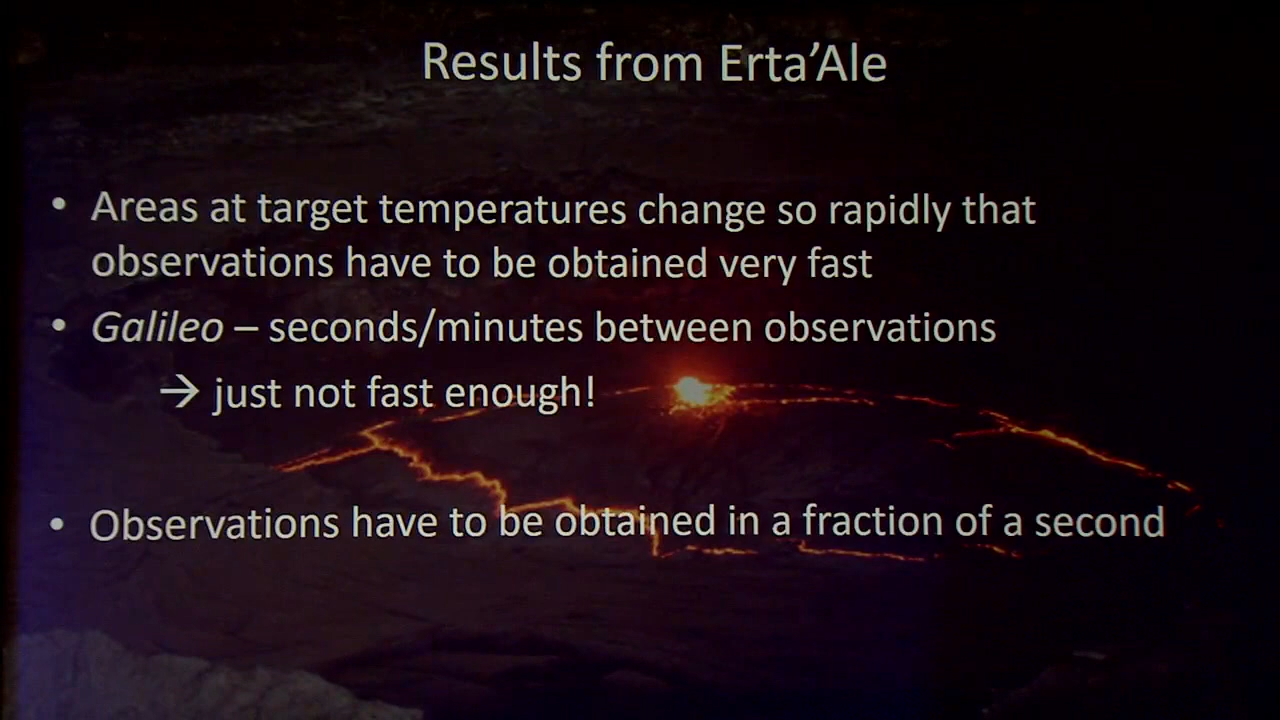 Results from Erta’Ale
• Areas at target temperatures change so rapidly that
observations have to be obtained very fast
• Galileo – seconds/minutes between observations
→ just not fast enough!
• Observations have to be obtained in a fraction of a second